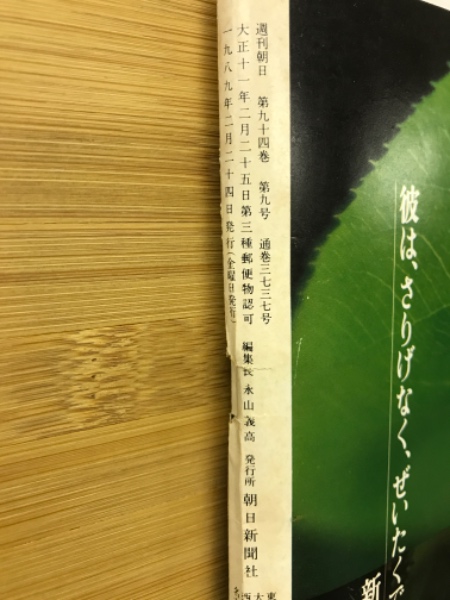 彼は、さりげなく、ぜいたくで
新
週刊朝日 第九十四巻 第九号 通巻三七三七号
大正十一年二月二十五日第三種郵便物認可
一九八九年二月二十四日発行(金曜日発行)
編集長 永山義高 発行所 朝日新聞社